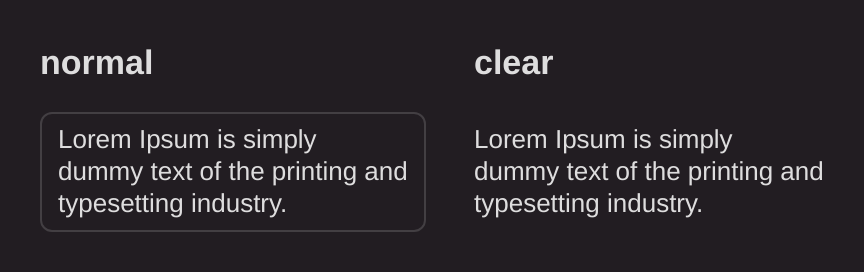 normal
Lorem Ipsum is simply
dummy text of the printing and
typesetting industry.
clear
Lorem Ipsum is simply
dummy text of the printing and
typesetting industry.